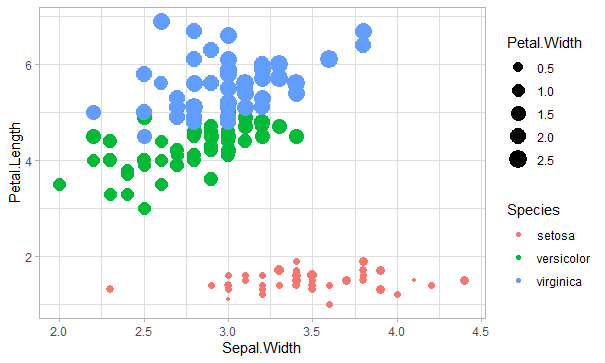 Petal.Length
6
4
2
2.0 2.5 3.0 3.5 4.0 4.5
Sepal.Width
Petal.Width
0.5
1.0
1.5
2.0
2.5
Species
setosa
versicolor
virginica